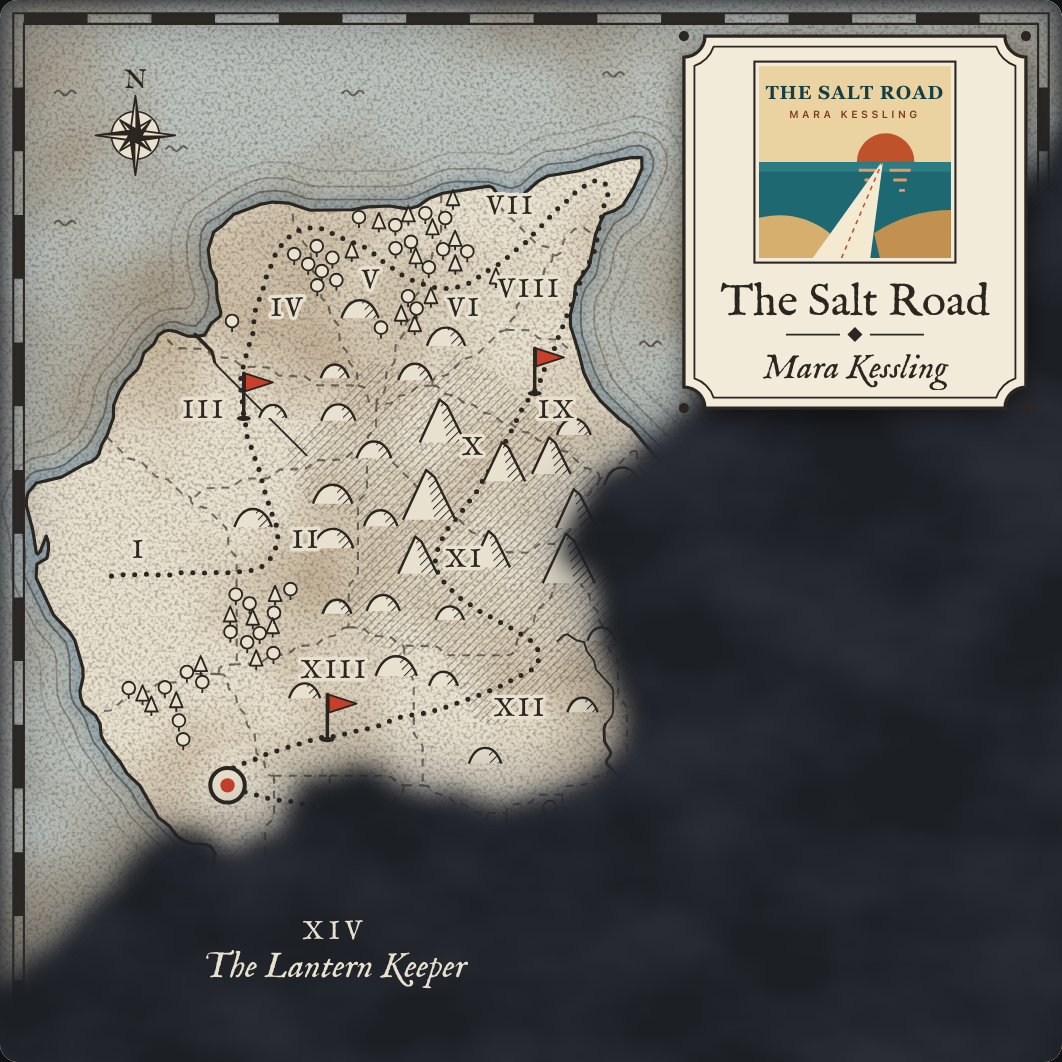 N
THE SALT ROAD
MARA KESSLING
The Salt Road
Mara Kessling
VII
V
VIII
IV
VI
III
IX
X
II
I
XI
XIII
XII
XIV
The Lantern Keeper